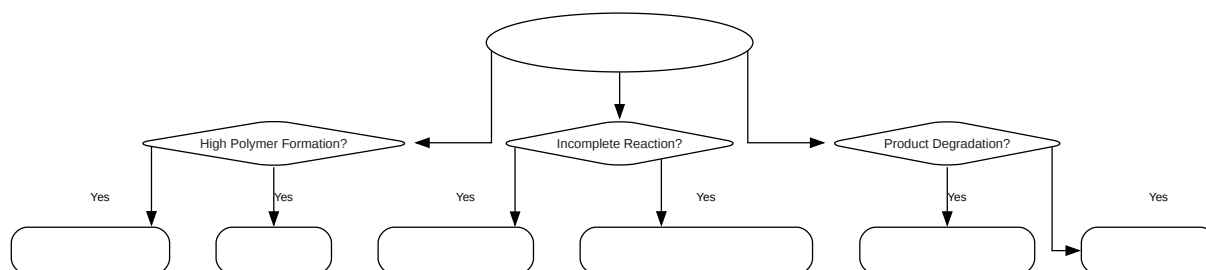 High Polymer Formation?
Incomplete Reaction?
Product Degradation?
Yes
Yes
Yes
Yes
Yes
Yes